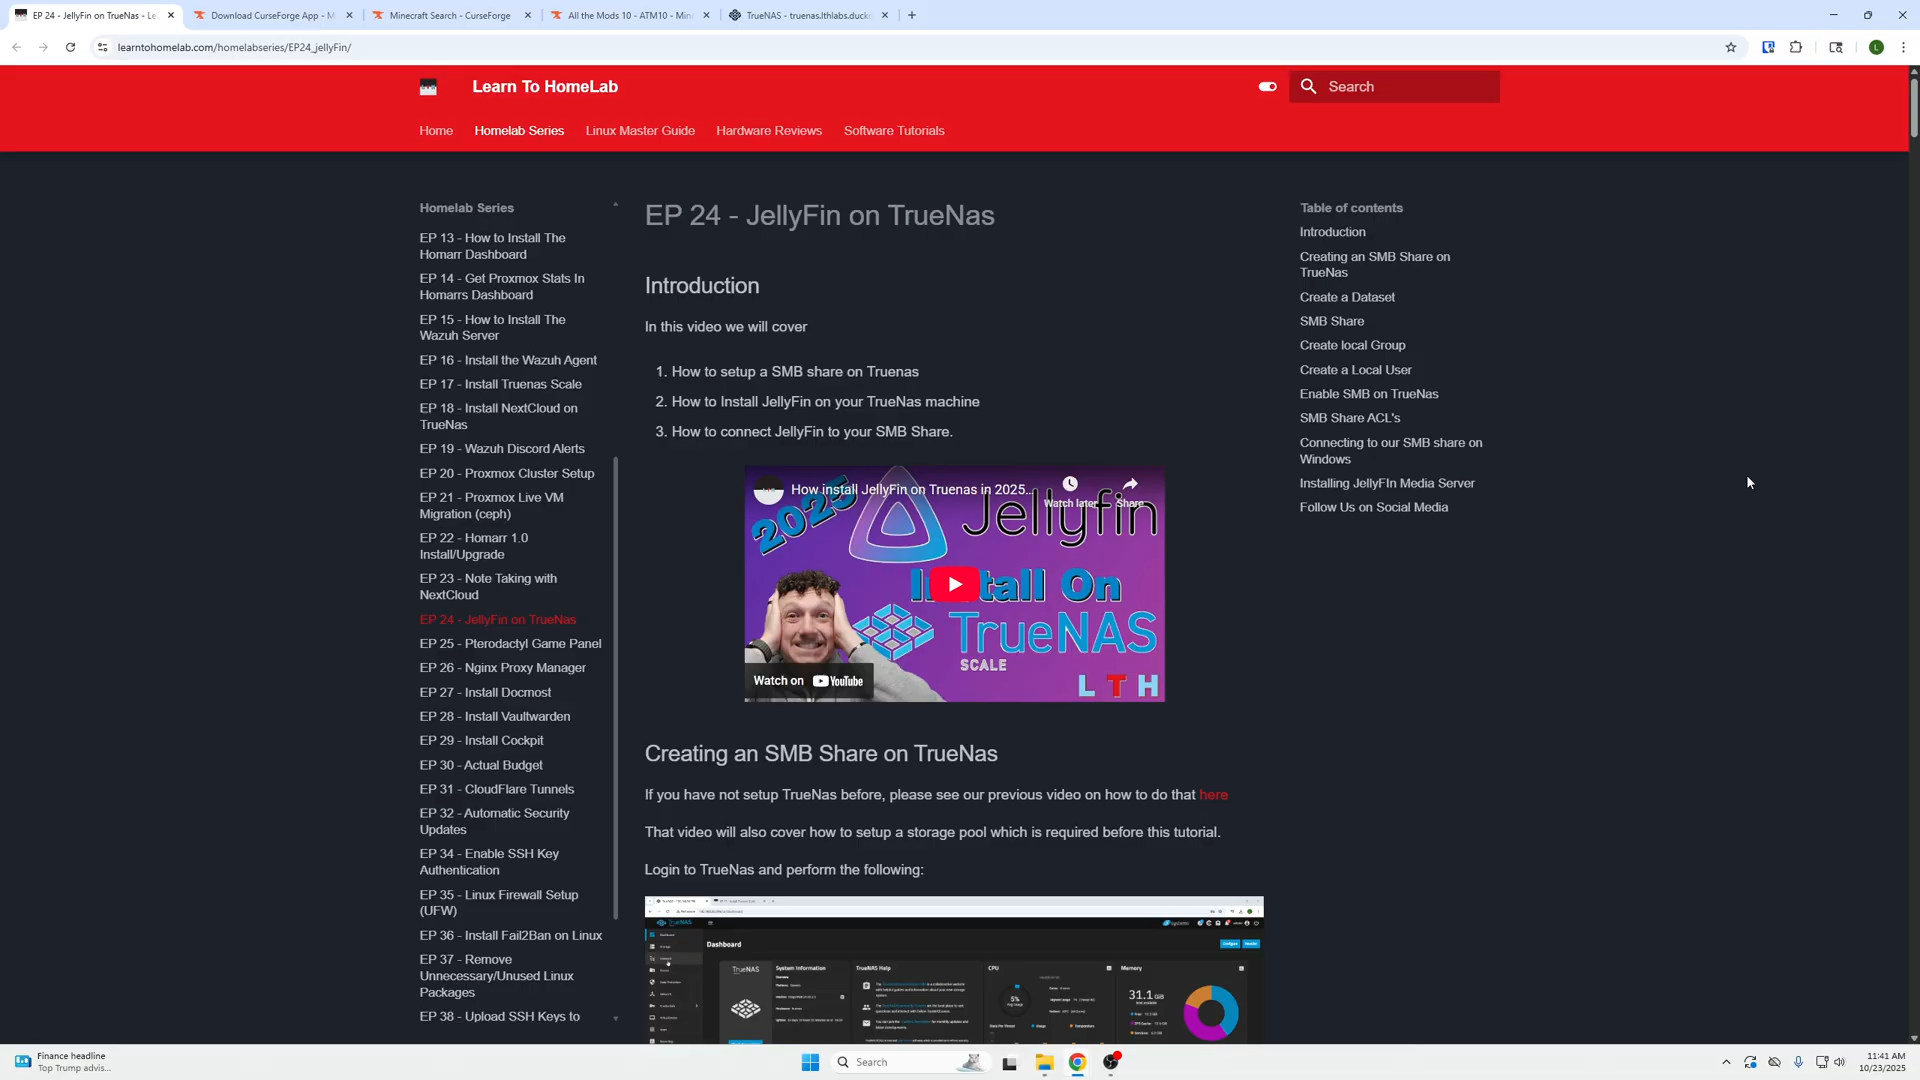 EP 24 - JellyFin on TrueNas - Le
Download CurseForge App - M
Minecraft Search - CurseForge
All the Mods 10 - ATM10 - Min
TrueNAS - truenas.lthlabs.duckd
learntohomelab.com/homelabseries/EP24_jellyFin/
L
Learn To HomeLab
Search
Home
Homelab Series
Linux Master Guide
Hardware Reviews
Software Tutorials
Homelab Series
EP 13 - How to Install The
Homarr Dashboard
EP 14 - Get Proxmox Stats In
Homarrs Dashboard
EP 15 - How to Install The
Wazuh Server
EP 16 - Install the Wazuh Agent
EP 17 - Install Truenas Scale
EP 18 - Install NextCloud on
TrueNas
EP 19 - Wazuh Discord Alerts
EP 20 - Proxmox Cluster Setup
EP 21 - Proxmox Live VM
Migration (ceph)
EP 22 - Homarr 1.0
Install/Upgrade
EP 23 - Note Taking with
NextCloud
EP 24 - JellyFin on TrueNas
EP 25 - Pterodactyl Game Panel
EP 26 - Nginx Proxy Manager
EP 27 - Install Docmost
EP 28 - Install Vaultwarden
EP 29 - Install Cockpit
EP 30 - Actual Budget
EP 31 - CloudFlare Tunnels
EP 32 - Automatic Security
Updates
EP 34 - Enable SSH Key
Authentication
EP 35 - Linux Firewall Setup
(UFW)
EP 36 - Install Fail2Ban on Linux
EP 37 - Remove
Unnecessary/Unused Linux
Packages
EP 38 - Upload SSH Keys to
EP 24 - JellyFin on TrueNas
Introduction
In this video we will cover
1. How to setup a SMB share on Truenas
2. How to Install JellyFin on your TrueNas machine
3. How to connect JellyFin to your SMB Share.
How install JellyFin on Truenas in 2025...
Watch later
Share
2025
Jellyfin
Install On
TrueNAS
SCALE
L T H
Watch on YouTube
Creating an SMB Share on TrueNas
If you have not setup TrueNas before, please see our previous video on how to do that here
That video will also cover how to setup a storage pool which is required before this tutorial.
Login to TrueNas and perform the following:
TrueNAS
Dashboard
TrueNAS
System Information
TrueNAS Help
CPU
Memory
5%
31.1 GiB
Table of contents
Introduction
Creating an SMB Share on
TrueNas
Create a Dataset
SMB Share
Create local Group
Create a Local User
Enable SMB on TrueNas
SMB Share ACL's
Connecting to our SMB share on
Windows
Installing JellyFIn Media Server
Follow Us on Social Media
Finance headline
Top Trump advis...
Search
11:41 AM
10/23/2025